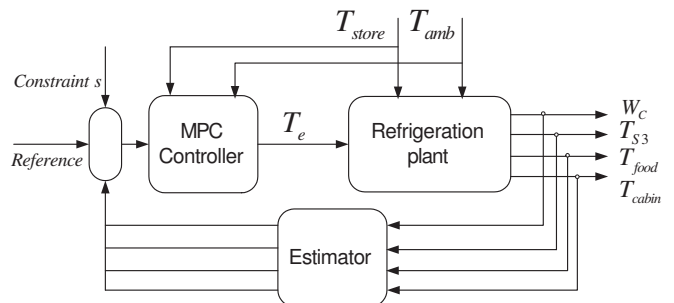 T_store T_amb
Constraint s
Reference
MPC
Controller
T_e
Refrigeration
plant
W_C
T_S3
T_food
T_cabin
Estimator